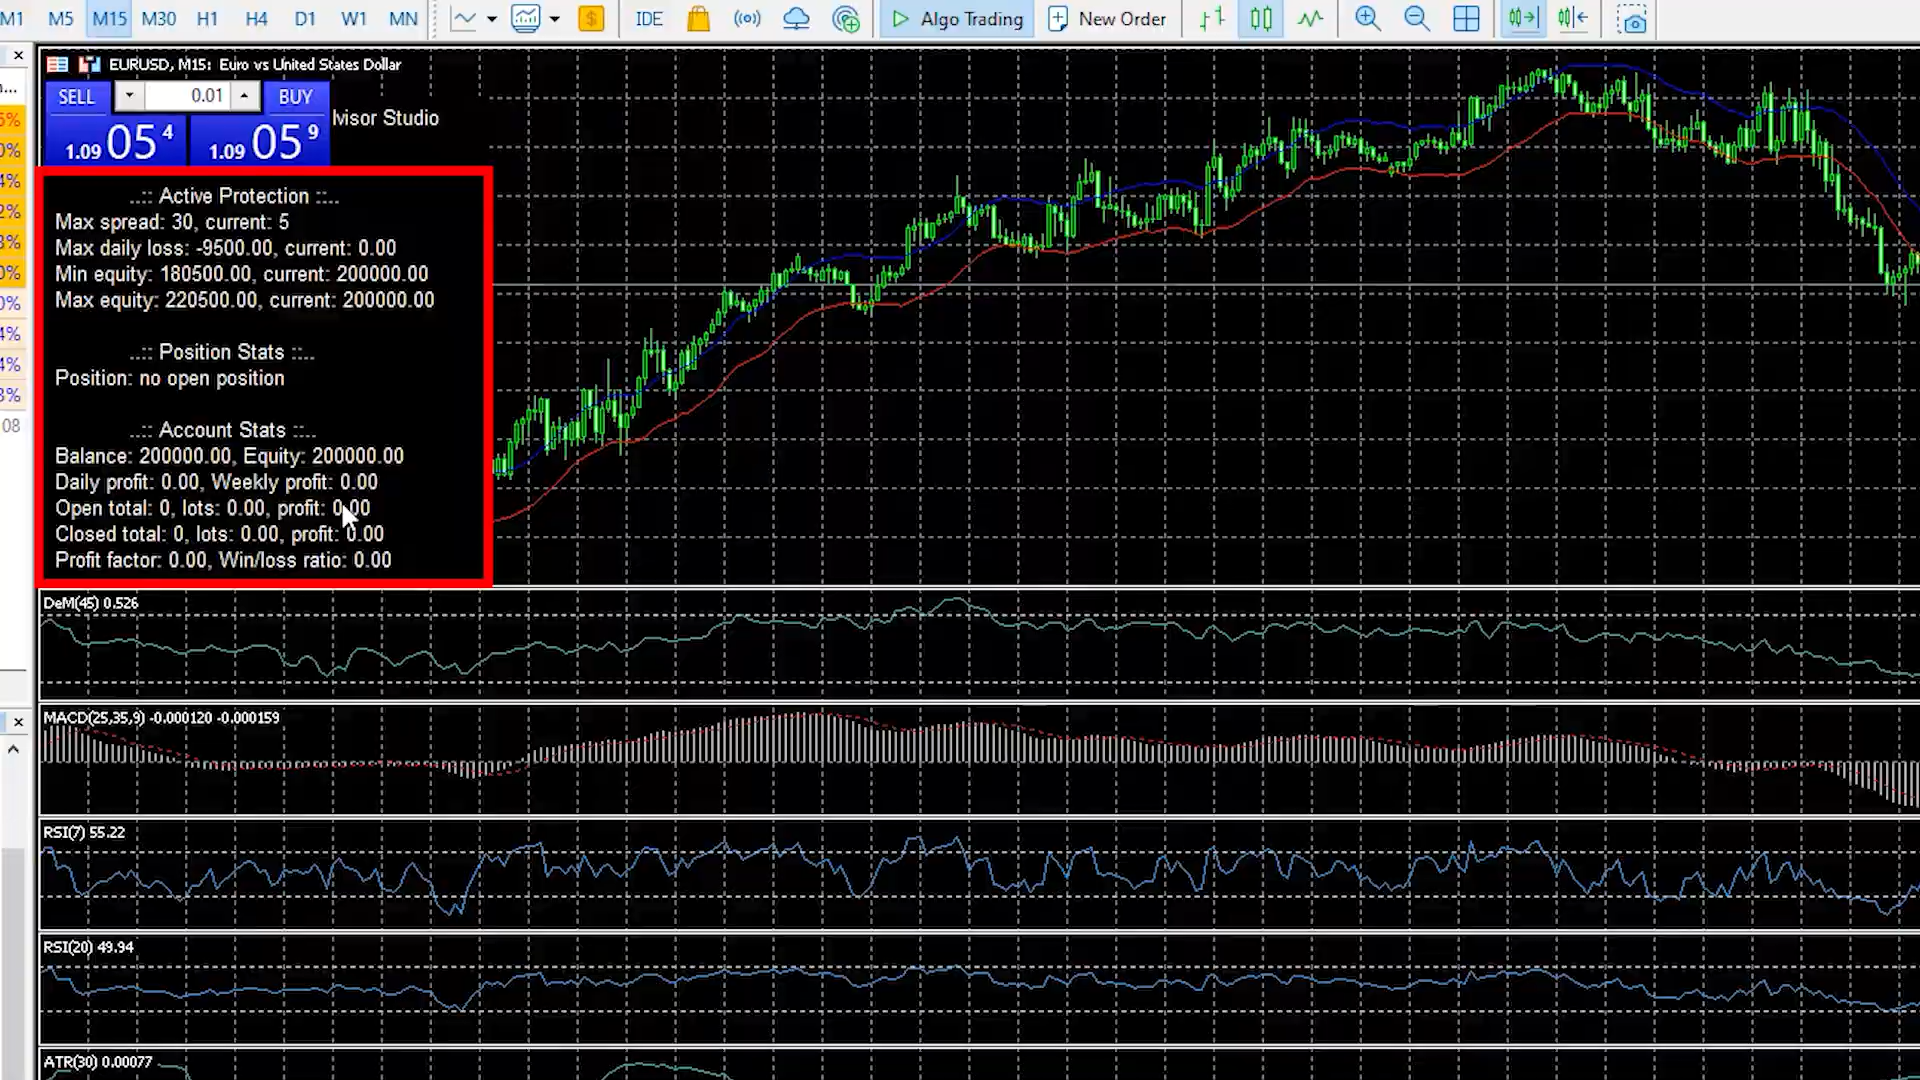 M1 M5 M15 M30 H1 H4 D1 W1 MN $ IDE Algo Trading New Order
EURUSD, M15: Euro vs United States Dollar
SELL 0.01 BUY
lvisor Studio
1.09 05 4 1.09 05 9
..:: Active Protection ::..
Max spread: 30, current: 5
Max daily loss: -9500.00, current: 0.00
Min equity: 180500.00, current: 200000.00
Max equity: 220500.00, current: 200000.00
..:: Position Stats ::..
Position: no open position
..:: Account Stats ::..
Balance: 200000.00, Equity: 200000.00
Daily profit: 0.00, Weekly profit: 0.00
Open total: 0, lots: 0.00, profit: 0.00
Closed total: 0, lots: 0.00, profit: 0.00
Profit factor: 0.00, Win/loss ratio: 0.00
08
DeM(45) 0.526
MACD(25,35,9) -0.000120 -0.000159
RSI(7) 55.22
RSI(20) 49.94
ATR(30) 0.00077